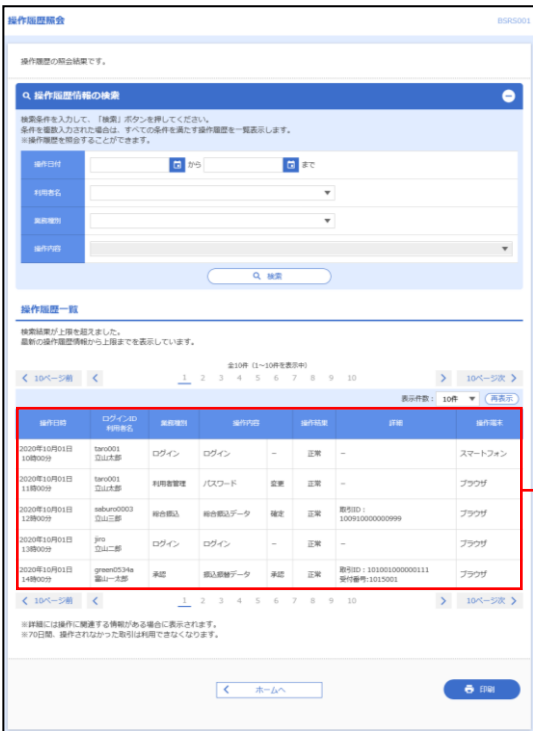 操作履歴照会
BSRS001
操作履歴の照会結果です。
操作履歴情報の検索
検索条件を入力して、「検索」ボタンを押してください。
条件を複数入力された場合は、すべての条件を満たす操作履歴を一覧表示します。
※操作履歴を照会することができます。
操作日付 から まで
利用者名
業務種別
操作内容
検索
操作履歴一覧
検索結果が上限を超えました。
最新の操作履歴情報から上限までを表示しています。
全10件（1～10件を表示中）
10ページ前 1 2 3 4 5 6 7 8 9 10 10ページ次
表示件数： 10件 再表示
操作日時 ログインID 利用者名 業務種別 操作内容 操作結果 詳細 操作端末
2020年10月01日 10時00分 taro001 立山太郎 ログイン ログイン － 正常 － スマートフォン
2020年10月01日 11時00分 taro001 立山太郎 利用者管理 パスワード 変更 正常 － ブラウザ
2020年10月01日 12時00分 saburo0003 立山三郎 総合振込 総合振込データ 確定 正常 取引ID：100910000000999 ブラウザ
2020年10月01日 13時00分 jiro 立山二郎 ログイン ログイン － 正常 － ブラウザ
2020年10月01日 14時00分 green0534a 富山一太郎 承認 振込振替データ 承認 正常 取引ID：101001000000111 受付番号:1015001 ブラウザ
10ページ前 1 2 3 4 5 6 7 8 9 10 10ページ次
※詳細には操作に関連する情報がある場合に表示されます。
※70日間、操作されなかった取引は利用できなくなります。
ホームへ
印刷